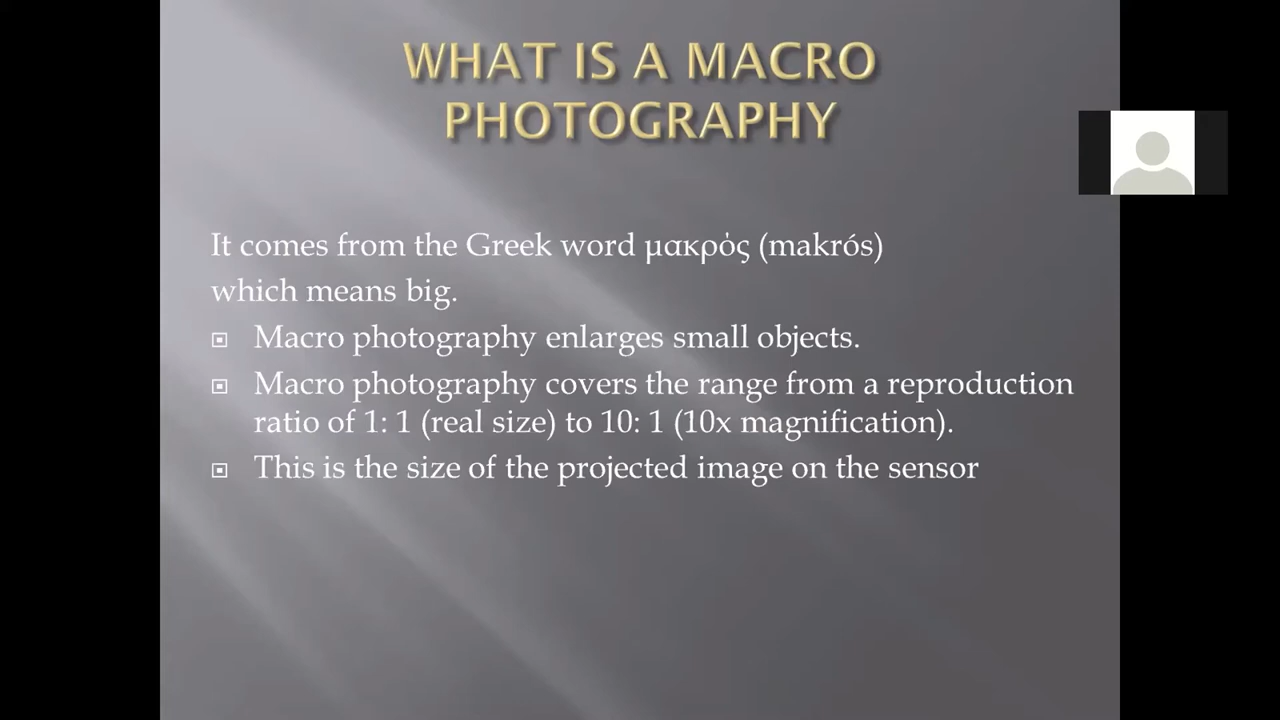 WHAT IS A MACRO
PHOTOGRAPHY
It comes from the Greek word μακρός (makrós)
which means big.
Macro photography enlarges small objects.
Macro photography covers the range from a reproduction
ratio of 1: 1 (real size) to 10: 1 (10x magnification).
This is the size of the projected image on the sensor